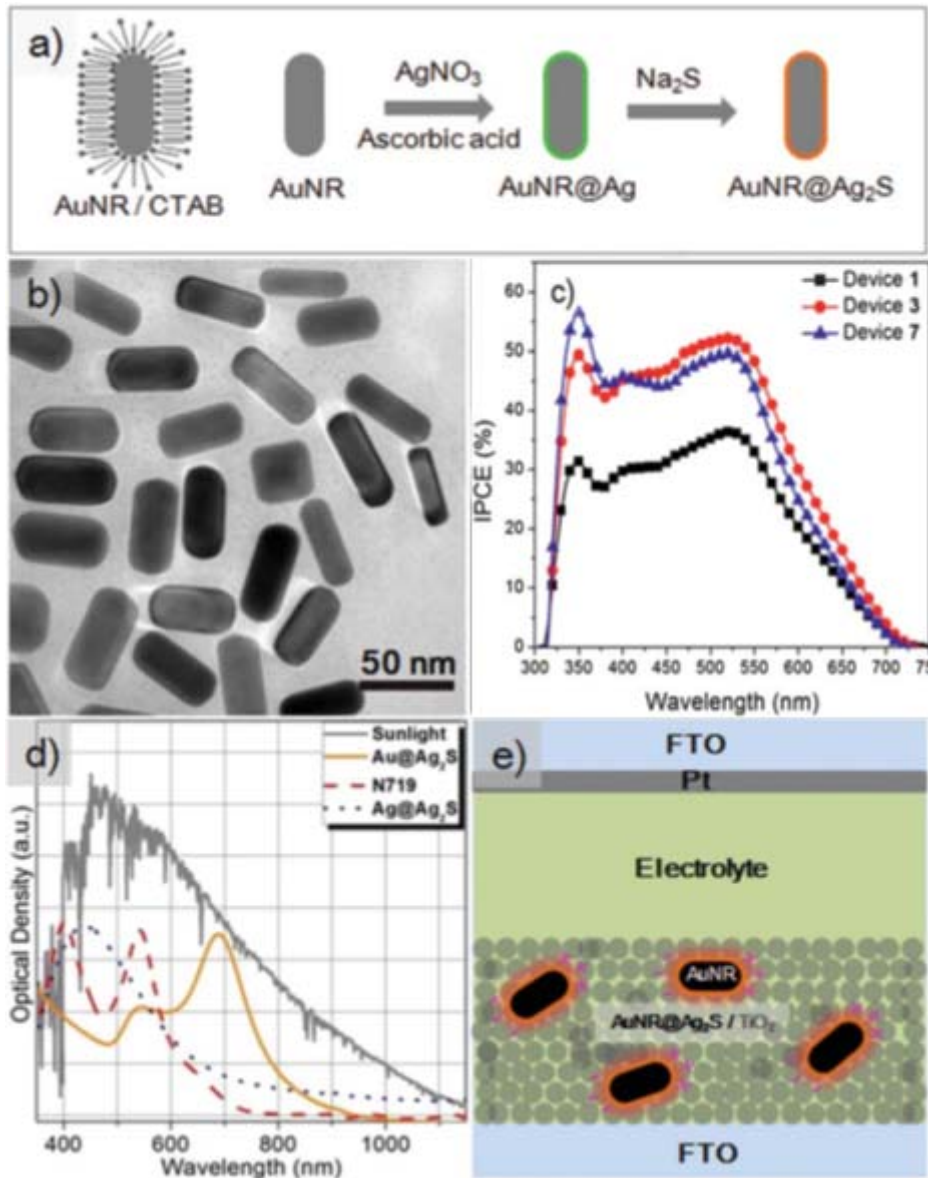 a)
AgNO₃
Na₂S
Ascorbic acid
AuNR / CTAB
AuNR
AuNR@Ag
AuNR@Ag₂S
b)
50 nm
c)
Device 1
Device 3
Device 7
60
50
40
30
20
10
0
IPCE (%)
300 350 400 450 500 550 600 650 700 75
Wavelength (nm)
d)
Sunlight
Au@Ag₂S
N719
Ag@Ag₂S
Optical Density (a.u.)
400 600 800 1000
Wavelength (nm)
e)
FTO
Pt
Electrolyte
AuNR
AuNR@Ag₂S / TiO₂
FTO